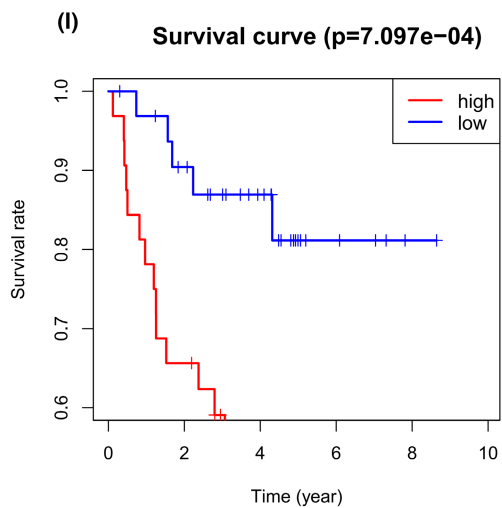 (I)
Survival curve (p=7.097e−04)
high
low
Survival rate
1.0
0.9
0.8
0.7
0.6
0 2 4 6 8 10
Time (year)